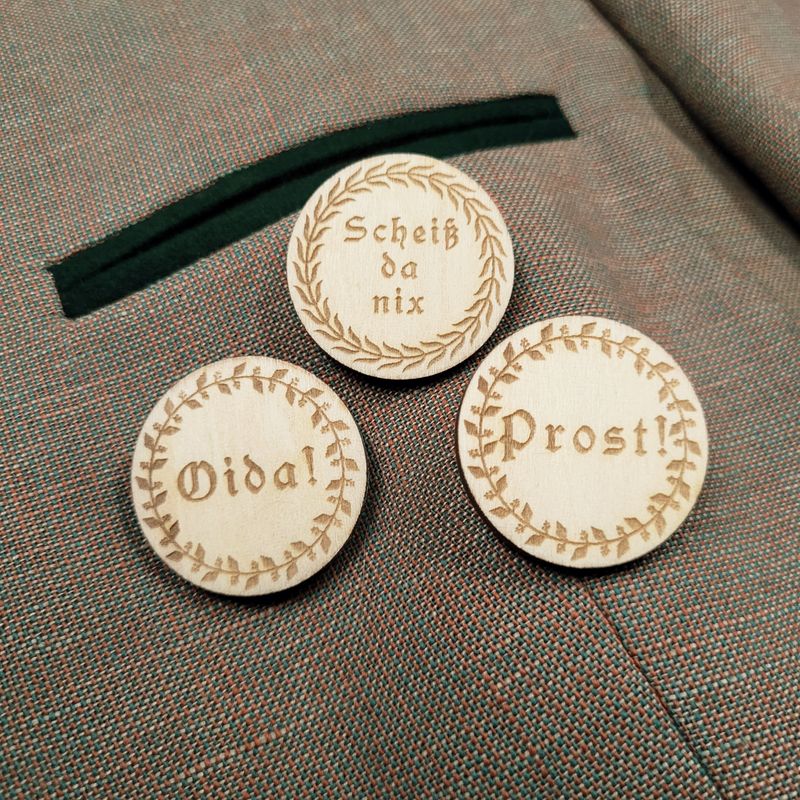 Scheiß
da
nix
Oida!
Prost!